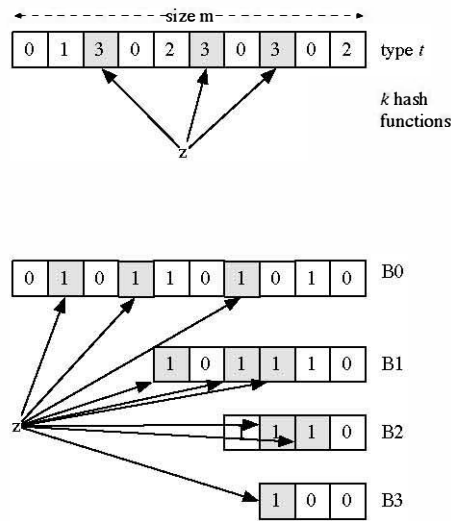 size m
0 1 3 0 2 3 0 3 0 2 type t
k hash
functions
z
0 1 0 1 1 0 1 0 1 0 B0
1 0 1 1 1 0 B1
z
1 1 1 0 B2
1 0 0 B3